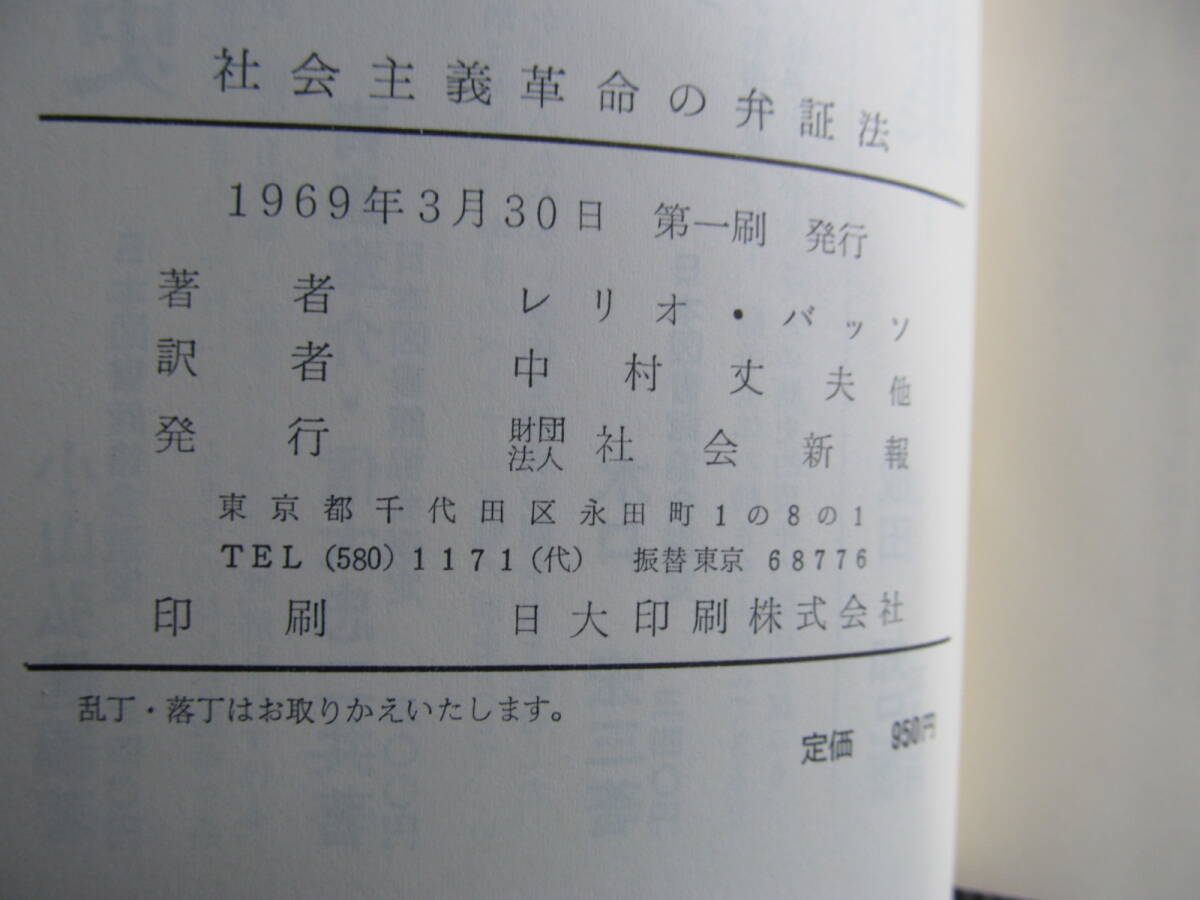 社会主義革命の弁証法
1969年3月30日 第一刷 発行
著者 レリオ・バッソ
訳者 中村丈夫他
発行 財団法人 社会新報
東京都千代田区永田町1の8の1
TEL (580) 1171 (代) 振替東京 68776
印刷 日大印刷株式会社
乱丁・落丁はお取りかえいたします。
定価 950円